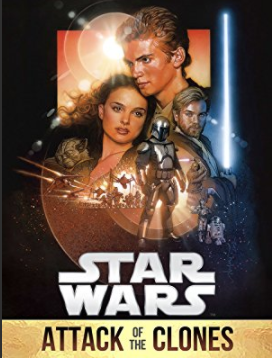 STAR
WARS
ATTACK OF THE CLONES